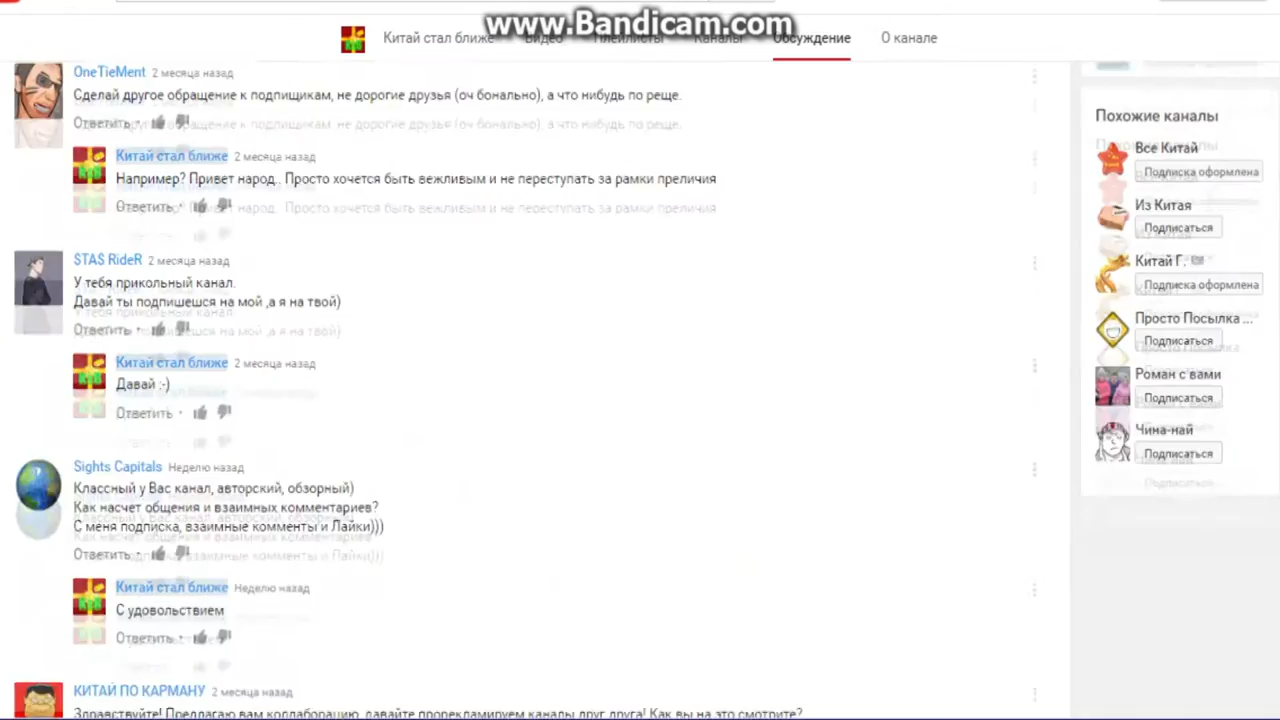 www.Bandicam.com
Китай стал ближе Видео Плейлисты Каналы Обсуждение О канале
OneTieMent 2 месяца назад
Сделай другое обращение к подпищикам, не дорогие друзья (оч бонально), а что нибудь по реще.
Ответить
Китай стал ближе 2 месяца назад
Например? Привет народ.. Просто хочется быть вежливым и не переступать за рамки преличия
Ответить
$TA$ RideR 2 месяца назад
У тебя прикольный канал.
Давай ты подпишешся на мой ,а я на твой)
Ответить
Китай стал ближе 2 месяца назад
Давай :-)
Ответить
Sights Capitals Неделю назад
Классный у Вас канал, авторский, обзорный)
Как насчет общения и взаимных комментариев?
С меня подписка, взаимные комменты и Лайки)))
Ответить
Китай стал ближе Неделю назад
С удовольствием
Ответить
КИТАЙ ПО КАРМАНУ 2 месяца назад
Здравствуйте! Предлагаю вам коллаборацию, давайте прорекламируем каналы друг друга! Как вы на это смотрите?
Похожие каналы
Все Китай
Подписка оформлена
Из Китая
Подписаться
Китай Г.
Подписка оформлена
Просто Посылка ...
Подписаться
Роман с вами
Подписаться
Чина-най
Подписаться